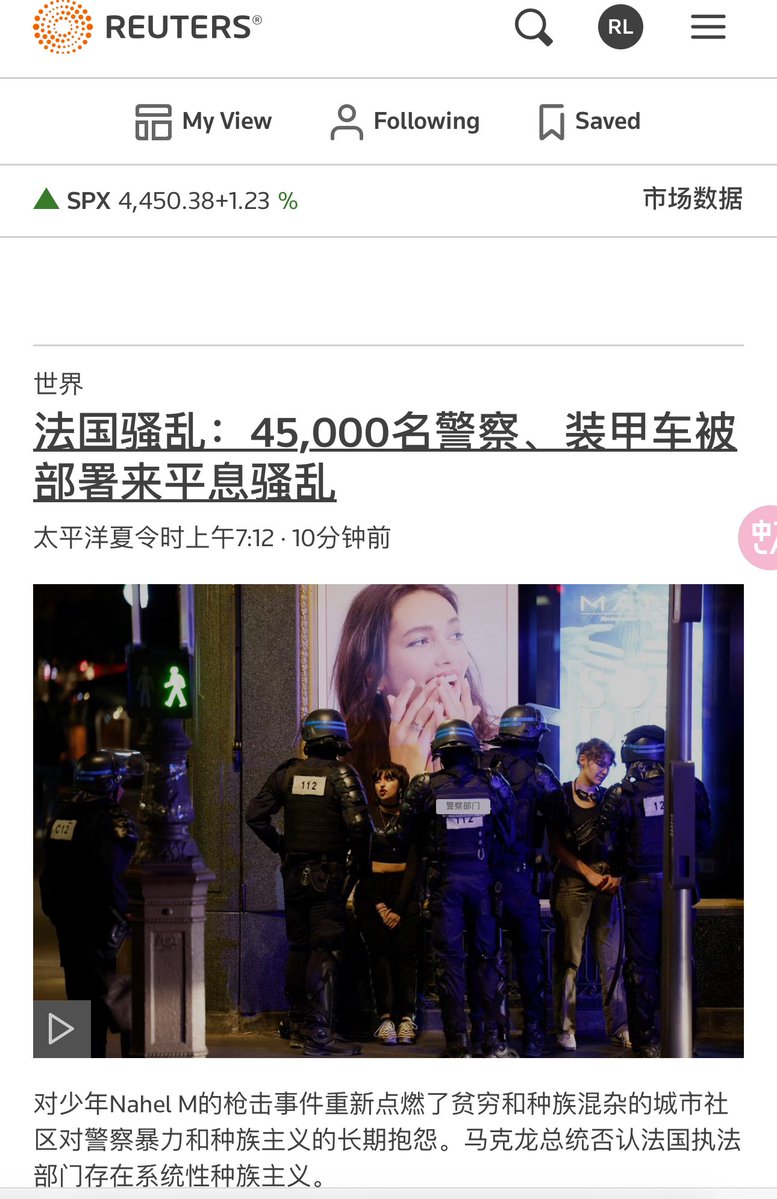 REUTERS®
RL
My View
Following
Saved
SPX 4,450.38+1.23 %
市场数据
世界
法国骚乱：45,000名警察、装甲车被
部署来平息骚乱
太平洋夏令时上午7:12 · 10分钟前
中
112
C12
警察部门
112
12
对少年Nahel M的枪击事件重新点燃了贫穷和种族混杂的城市社
区对警察暴力和种族主义的长期抱怨。马克龙总统否认法国执法
部门存在系统性种族主义。